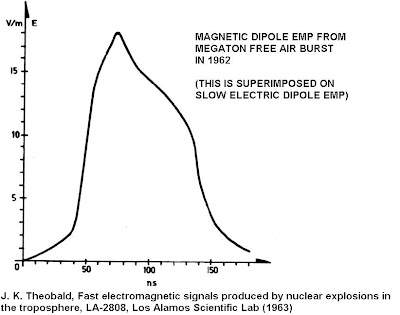 V/m E
MAGNETIC DIPOLE EMP FROM
MEGATON FREE AIR BURST
IN 1962
(THIS IS SUPERIMPOSED ON
SLOW ELECTRIC DIPOLE EMP)
15
10
5
0
50 100 150
ns
J. K. Theobald, Fast electromagnetic signals produced by nuclear explosions in
the troposphere, LA-2808, Los Alamos Scientific Lab (1963)